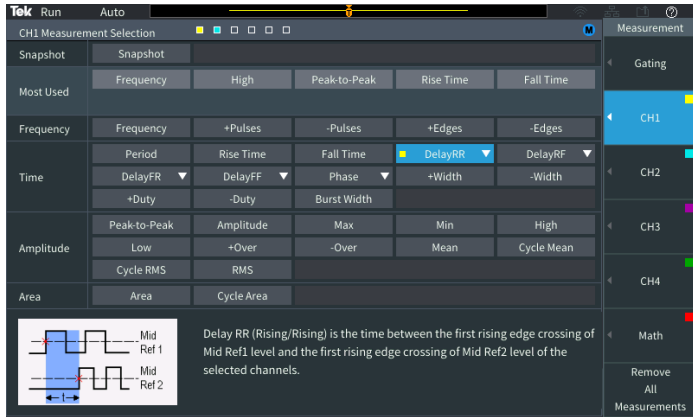 Tek Run Auto
CH1 Measurement Selection M Measurement
Snapshot Snapshot
Gating
Most Used Frequency High Peak-to-Peak Rise Time Fall Time
CH1
Frequency Frequency +Pulses -Pulses +Edges -Edges
Time Period Rise Time Fall Time DelayRR DelayRF
DelayFR DelayFF Phase +Width -Width
CH2
+Duty -Duty Burst Width
Amplitude Peak-to-Peak Amplitude Max Min High
CH3
Low +Over -Over Mean Cycle Mean
Cycle RMS RMS
CH4
Area Area Cycle Area
Mid
Ref 1
Mid
Ref 2
t
Delay RR (Rising/Rising) is the time between the first rising edge crossing of
Mid Ref1 level and the first rising edge crossing of Mid Ref2 level of the
selected channels.
Math
Remove
All
Measurements